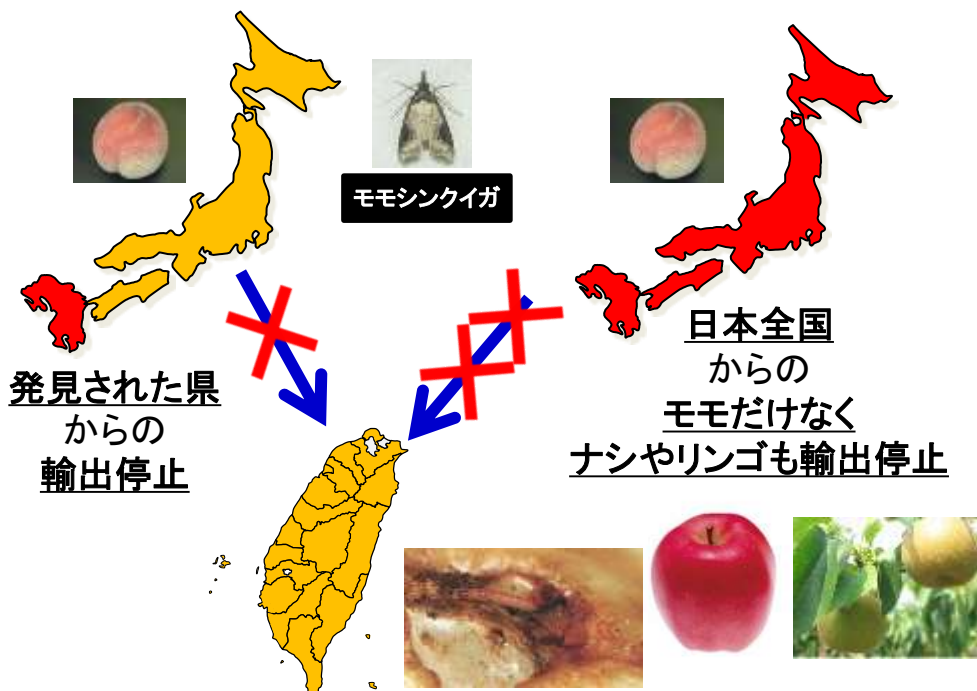 モモシンクイガ
発見された県
からの
輸出停止
日本全国
からの
モモだけなく
ナシやリンゴも輸出停止